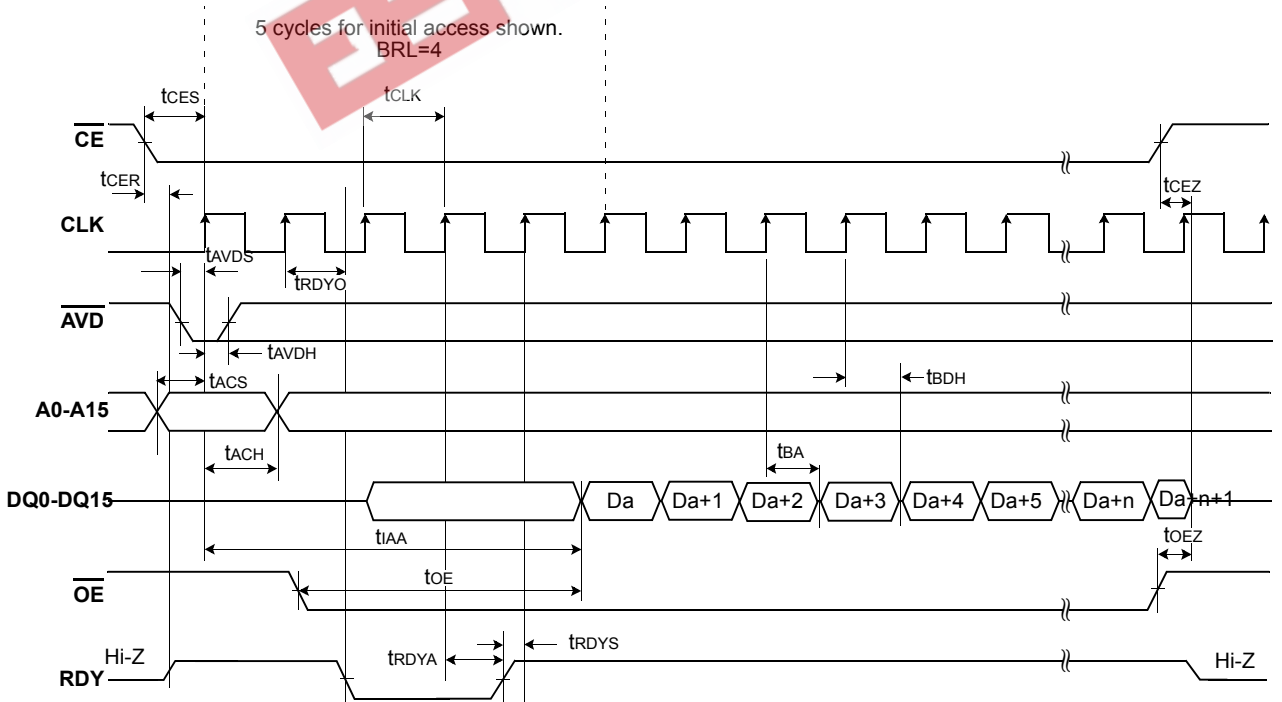 5 cycles for initial access shown.
BRL=4
tCES
tCLK
CE
tCER
tCEZ
CLK
tAVDS
tRDYO
AVD
tAVDH
tACS
tBDH
A0-A15
tACH
tBA
DQ0-DQ15
Da
Da+1
Da+2
Da+3
Da+4
Da+5
Da+n
Da+n+1
tIAA
tOEZ
tOE
OE
Hi-Z
tRDYS
tRDYA
Hi-Z
RDY